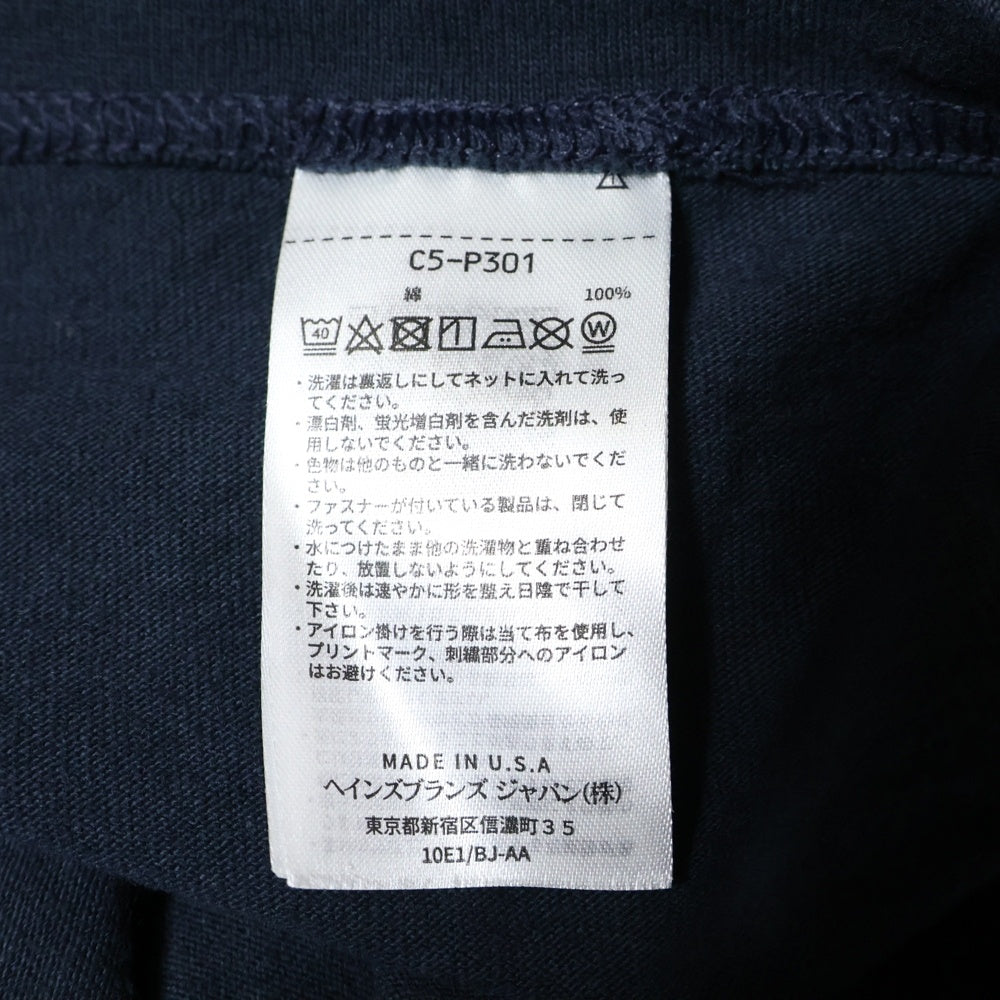 C5-P301
綿 100%
40 W
・洗濯は裏返しにしてネットに入れて洗っ
てください。
・漂白剤、蛍光増白剤を含んだ洗剤は、使
用しないでください。
・色物は他のものと一緒に洗わないでくだ
さい。
・ファスナーが付いている製品は、閉じて
洗ってください。
・水につけたまま他の洗濯物と重ね合わせ
たり、放置しないようにしてください。
・洗濯後は速やかに形を整え日陰で干して
下さい。
・アイロン掛けを行う際は当て布を使用し、
プリントマーク、刺繍部分へのアイロン
はお避けください。
MADE IN U.S.A
ヘインズブランズ ジャパン(株)
東京都新宿区信濃町３５
10E1/BJ-AA